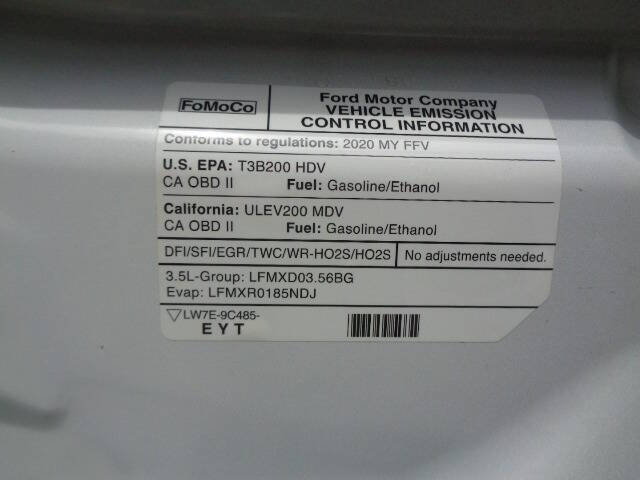 FoMoCo
Ford Motor Company
VEHICLE EMISSION
CONTROL INFORMATION
Conforms to regulations: 2020 MY FFV
U.S. EPA: T3B200 HDV
CA OBD II Fuel: Gasoline/Ethanol
California: ULEV200 MDV
CA OBD II Fuel: Gasoline/Ethanol
DFI/SFI/EGR/TWC/WR-HO2S/HO2S No adjustments needed.
3.5L-Group: LFMXD03.56BG
Evap: LFMXR0185NDJ
LW7E-9C485-
EYT